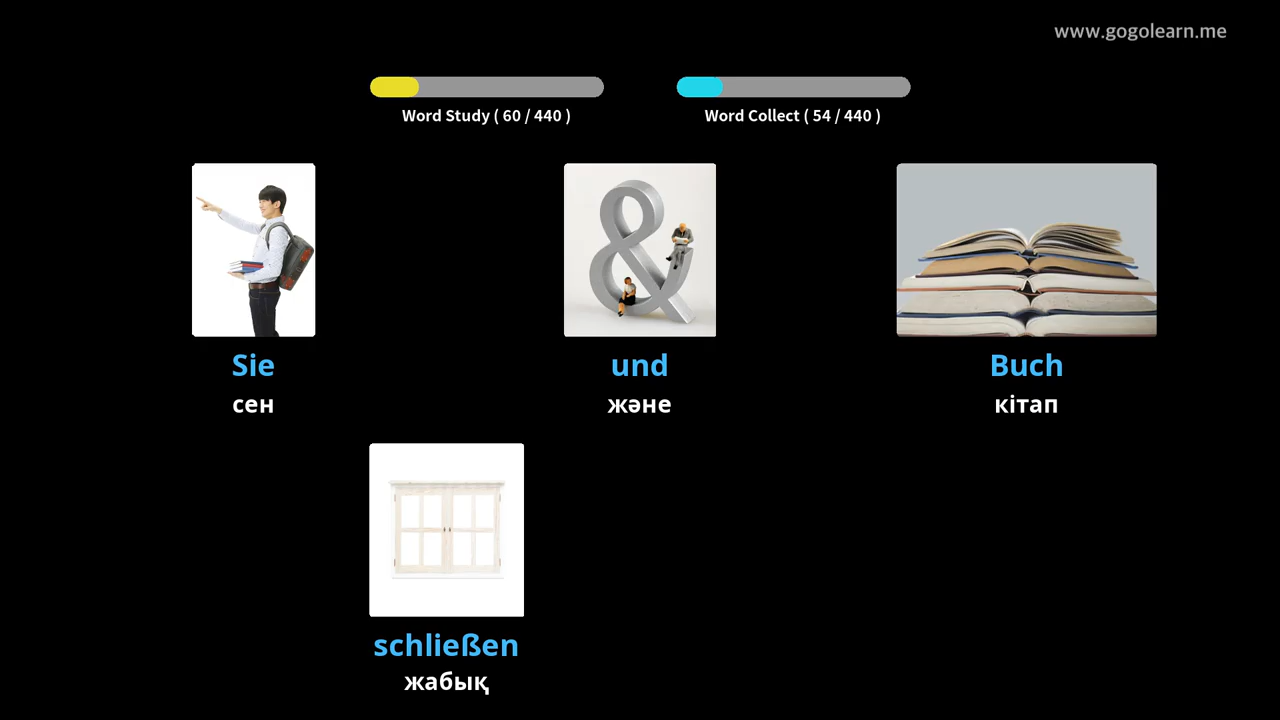 www.gogolearn.me
Word Study ( 60 / 440 )
Word Collect ( 54 / 440 )
Sie
сен
und
және
Buch
кітап
schließen
жабық